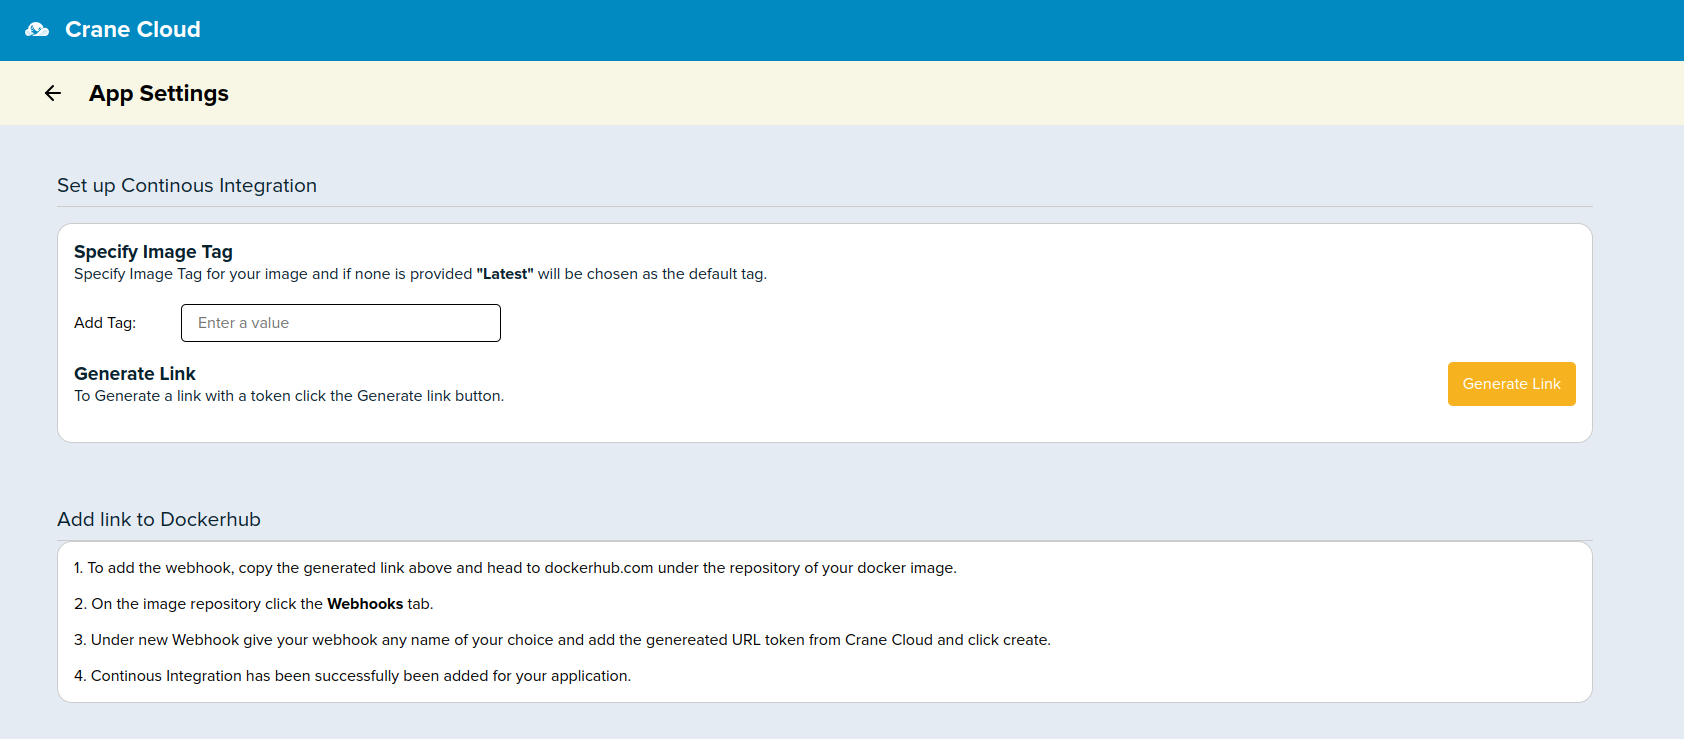 Crane Cloud
App Settings
Set up Continous Integration
Specify Image Tag
Specify Image Tag for your image and if none is provided "Latest" will be chosen as the default tag.
Add Tag: Enter a value
Generate Link
To Generate a link with a token click the Generate link button.
Generate Link
Add link to Dockerhub
1. To add the webhook, copy the generated link above and head to dockerhub.com under the repository of your docker image.
2. On the image repository click the Webhooks tab.
3. Under new Webhook give your webhook any name of your choice and add the genereated URL token from Crane Cloud and click create.
4. Continous Integration has been successfully been added for your application.